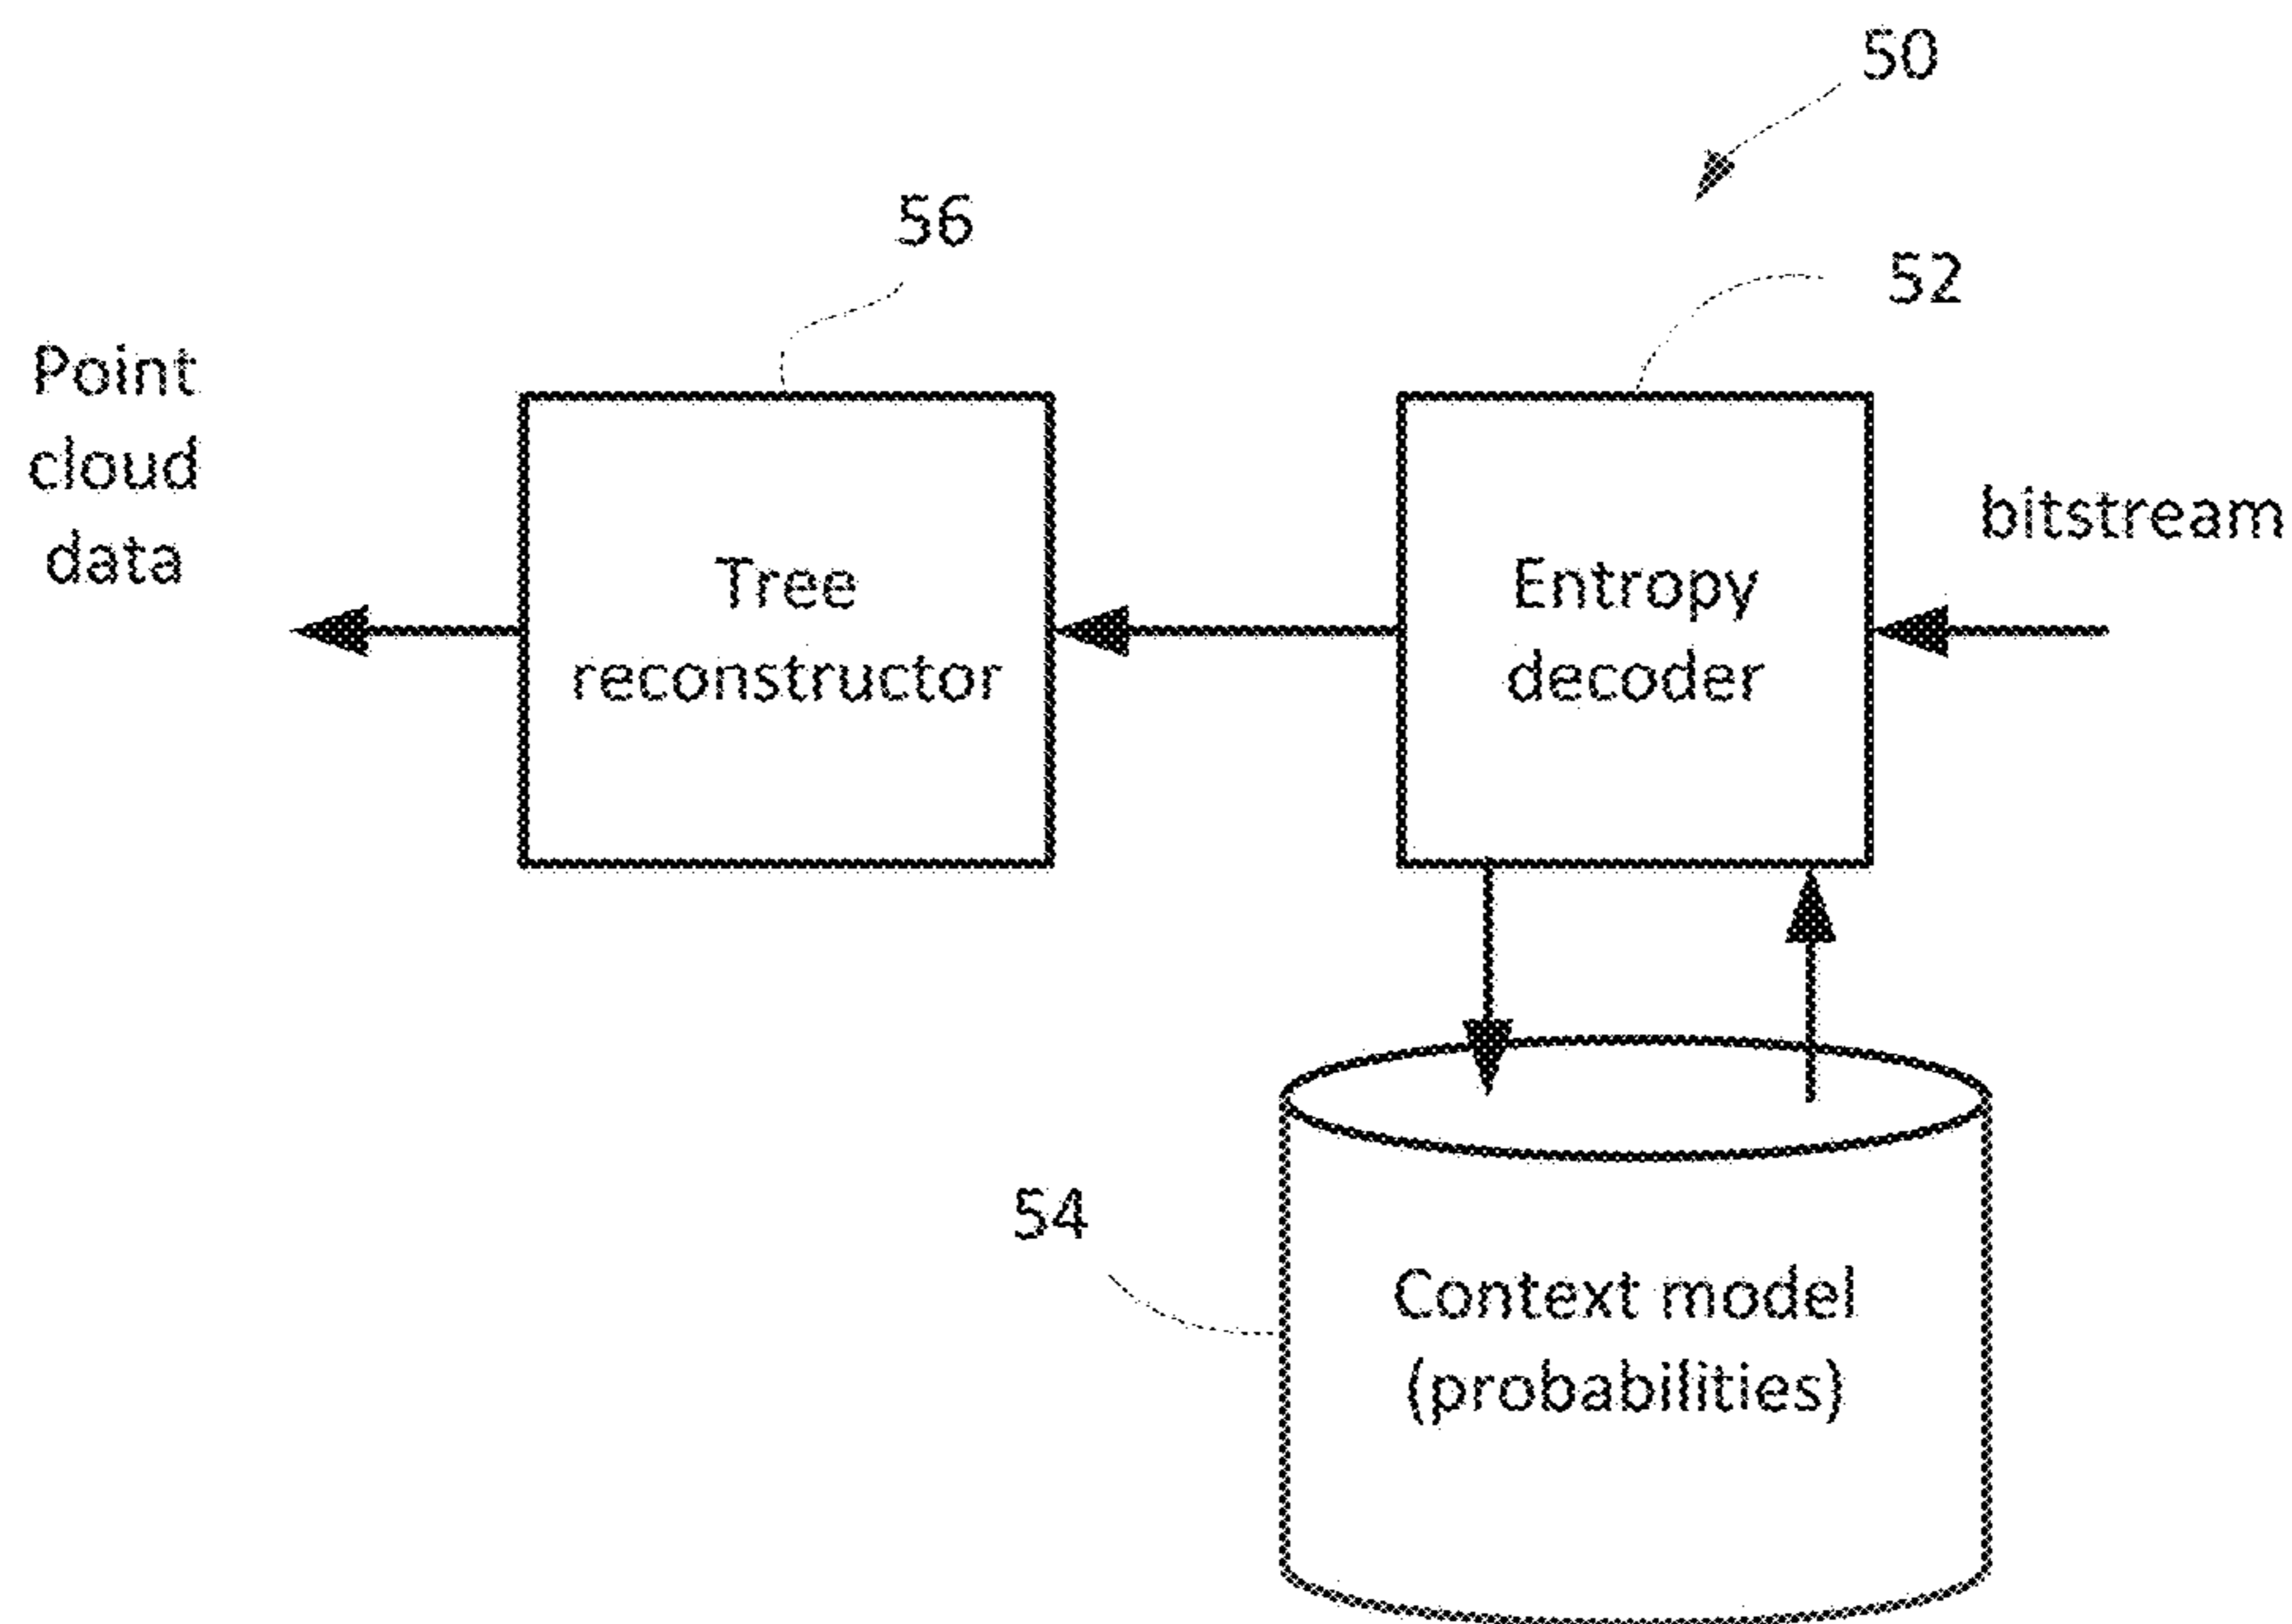 50
56
52
Point
cloud
data
bitstream
Tree
reconstructor
Entropy
decoder
54
Context model
(probabilities)